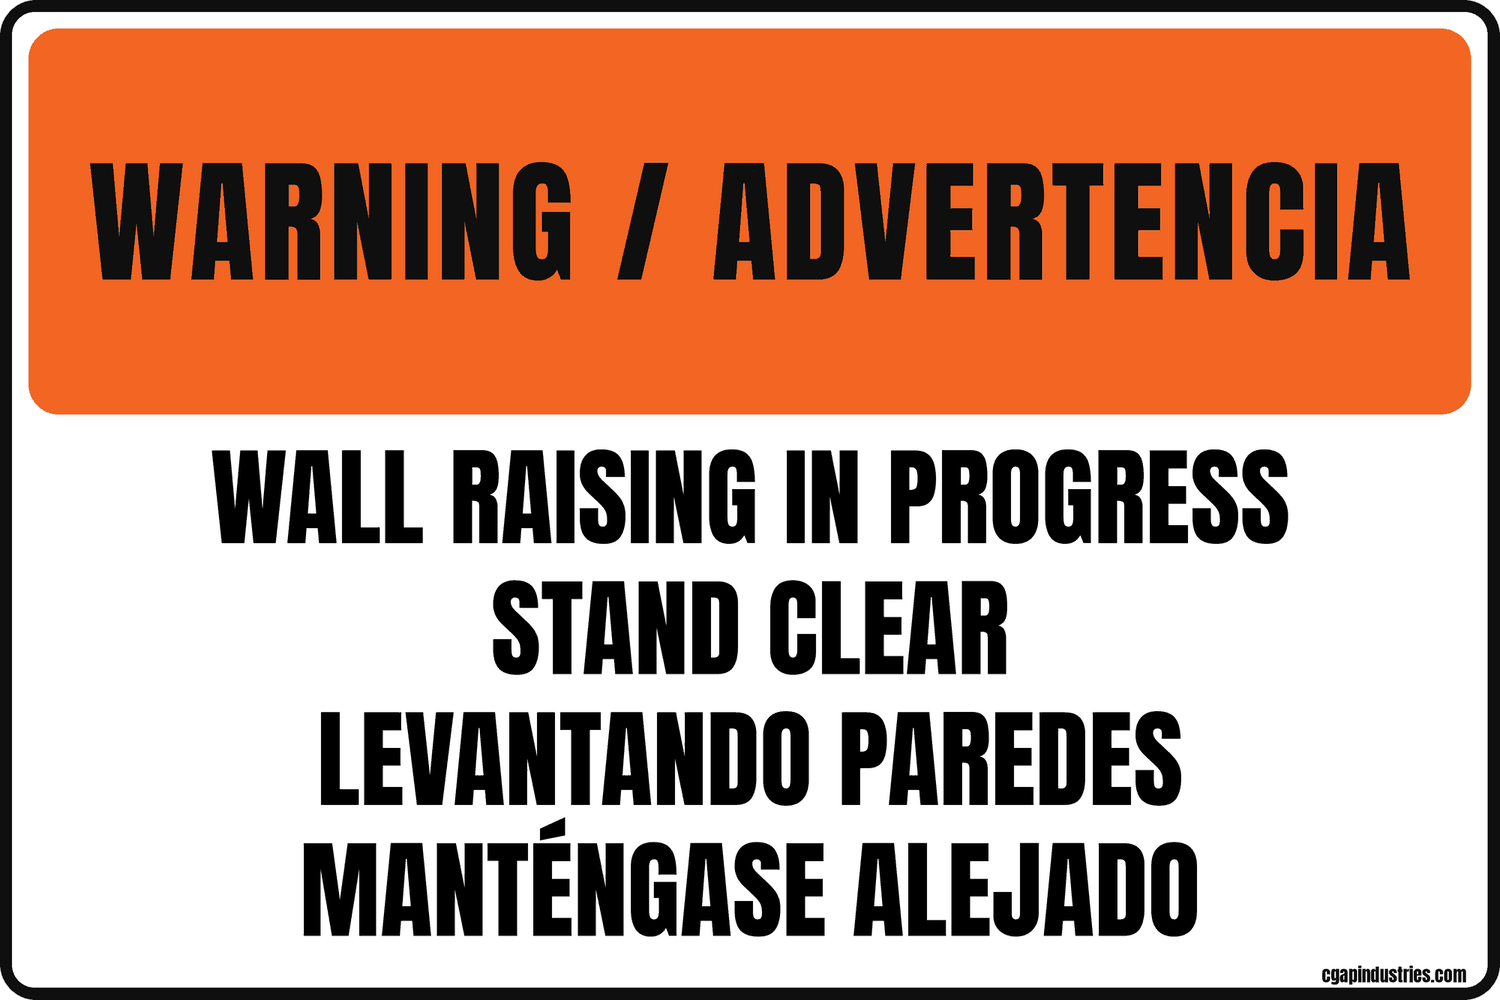 WARNING / ADVERTENCIA
WALL RAISING IN PROGRESS
STAND CLEAR
LEVANTANDO PAREDES
MANTÉNGASE ALEJADO
cgapindustries.com